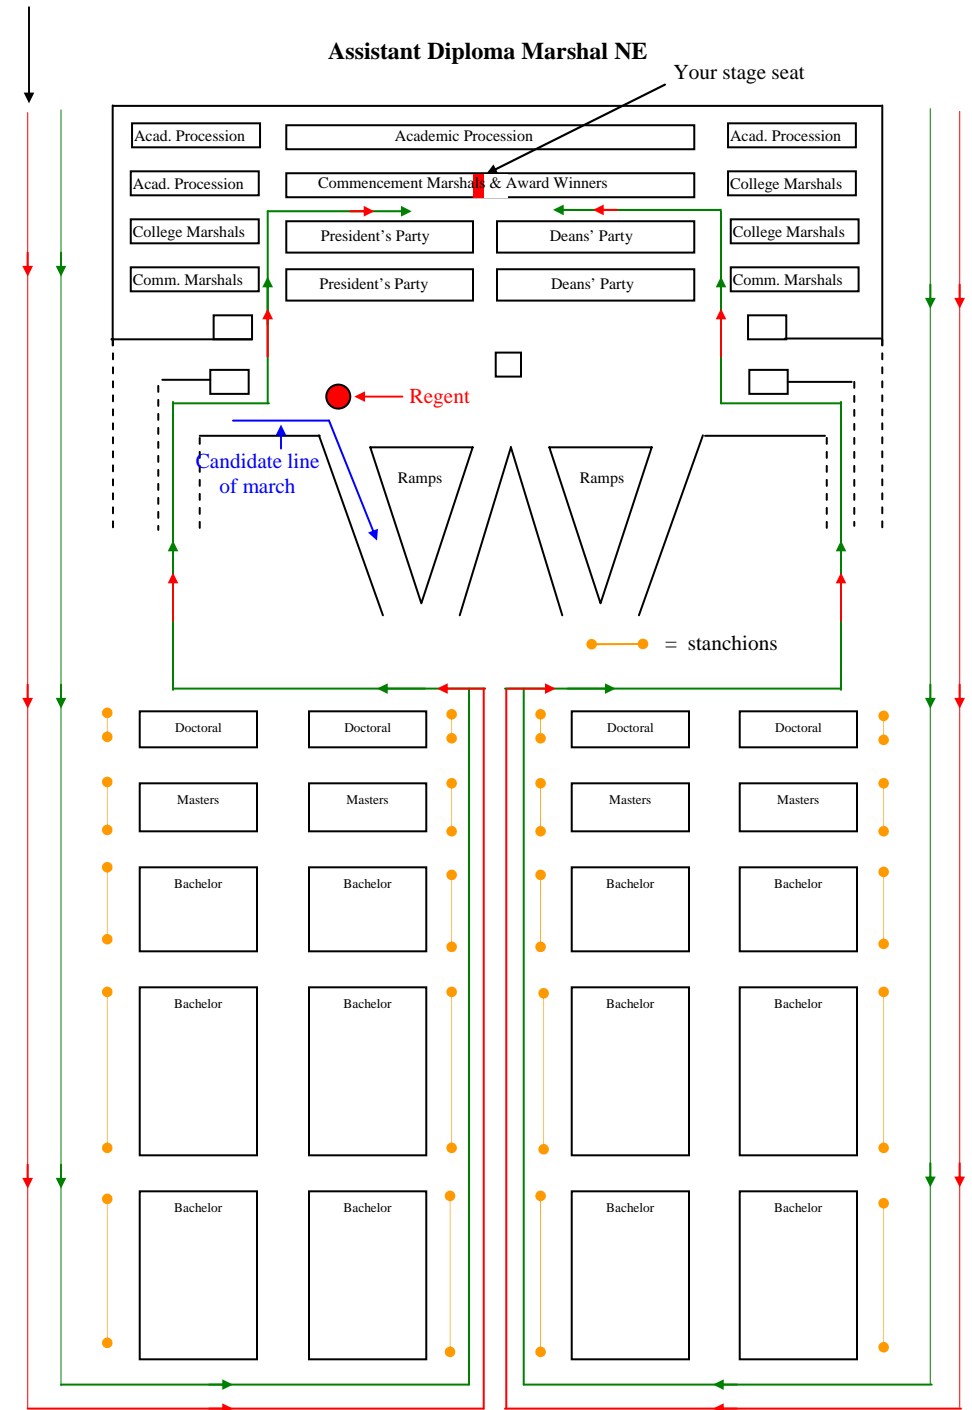 Assistant Diploma Marshal NE
Your stage seat
Acad. Procession
Academic Procession
Acad. Procession
Acad. Procession
Commencement Marshals & Award Winners
College Marshals
College Marshals
President's Party
Deans' Party
College Marshals
Comm. Marshals
President's Party
Deans' Party
Comm. Marshals
Regent
Candidate line
of march
Ramps
Ramps
= stanchions
Doctoral
Doctoral
Doctoral
Doctoral
Masters
Masters
Masters
Masters
Bachelor
Bachelor
Bachelor
Bachelor
Bachelor
Bachelor
Bachelor
Bachelor
Bachelor
Bachelor
Bachelor
Bachelor